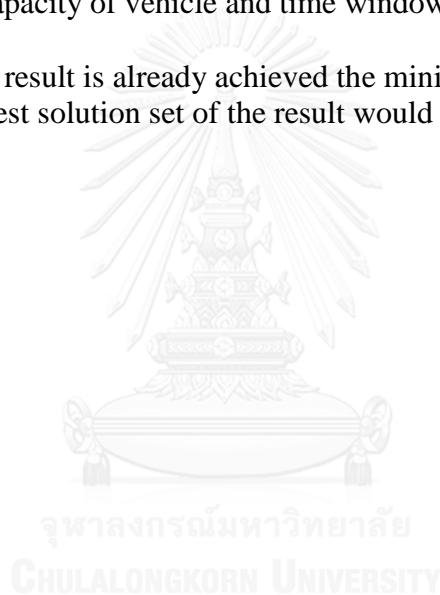 apacity of vehicle and time window
result is already achieved the mini
est solution set of the result would
จุฬาลงกรณ์มหาวิทยาลัย
CHULALONGKORN UNIVERSITY